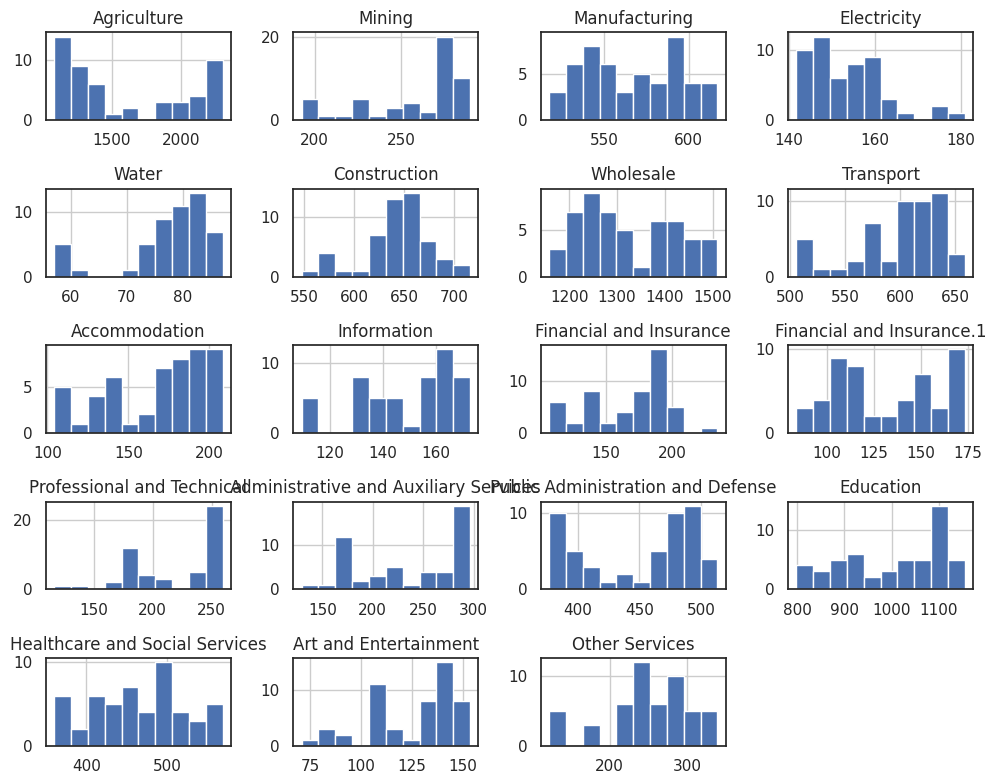 Agriculture Mining Manufacturing Electricity
10 20 5 10
0 0 0 0
1500 2000 200 250 550 600 140 160 180
Water Construction Wholesale Transport
10 10 5 10
0 0 0 0
60 70 80 550 600 650 700 1200 1300 1400 1500 500 550 600 650
Accommodation Information Financial and Insurance Financial and Insurance.1
10
5 10 10
0 0 0 0
100 150 200 120 140 160 150 200 100 125 150 175
Professional and Technical Administrative and Auxiliary Services Public Administration and Defense Education
20 10 10 10
0 0 0 0
150 200 250 150 200 250 300 400 450 500 800 900 1000 1100
Healthcare and Social Services Art and Entertainment Other Services
10 10 10
0 0 0
400 500 75 100 125 150 200 300